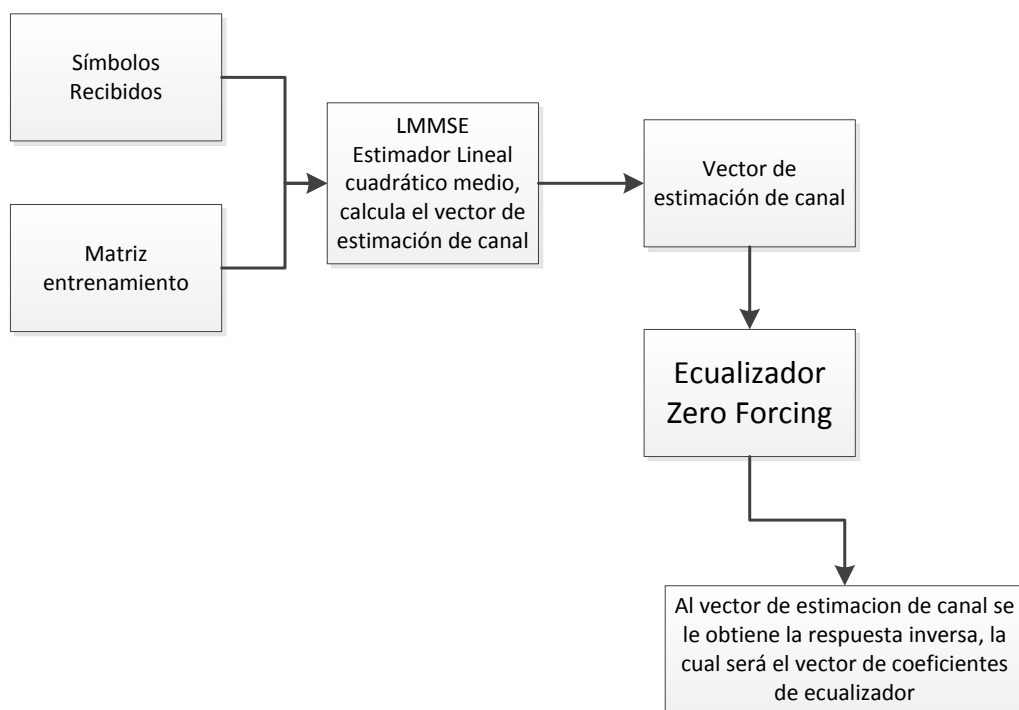 Símbolos
Recibidos
Matriz
entrenamiento
LMMSE
Estimador Lineal
cuadrático medio,
calcula el vector de
estimación de canal
Vector de
estimación de canal
Ecualizador
Zero Forcing
Al vector de estimacion de canal se
le obtiene la respuesta inversa, la
cual será el vector de coeficientes
de ecualizador